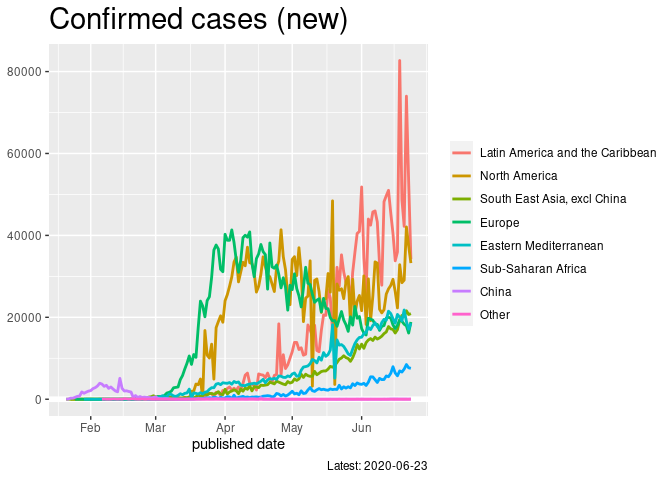 Confirmed cases (new)
80000
60000
40000
20000
0
Feb
Mar
Apr
May
Jun
published date
Latin America and the Caribbean
North America
South East Asia, excl China
Europe
Eastern Mediterranean
Sub-Saharan Africa
China
Other
Latest: 2020-06-23